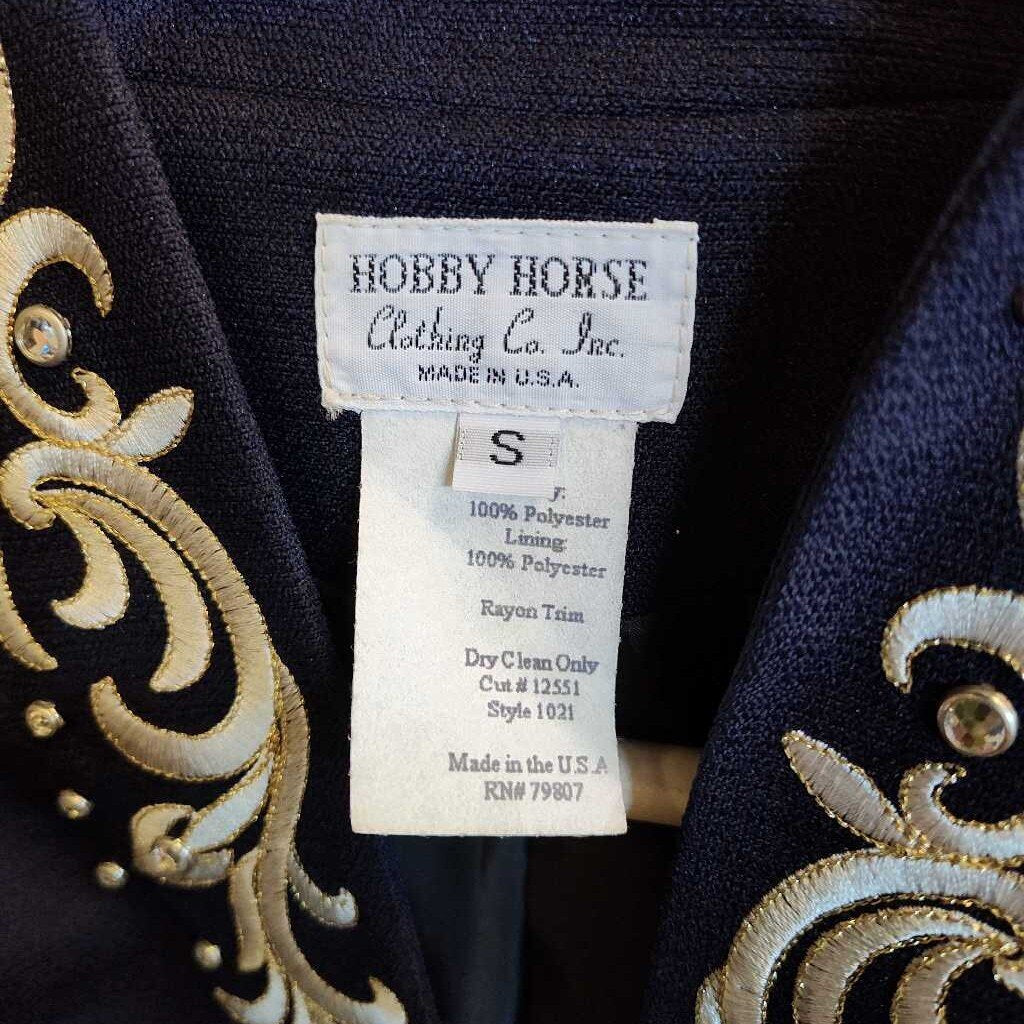 HOBBY HORSE
Clothing Co. Inc.
MADE IN U.S.A.
S
100% Polyester
Lining:
100% Polyester
Rayon Trim
Dry Clean Only
Cut # 12551
Style 1021
Made in the U.S.A
RN# 79807